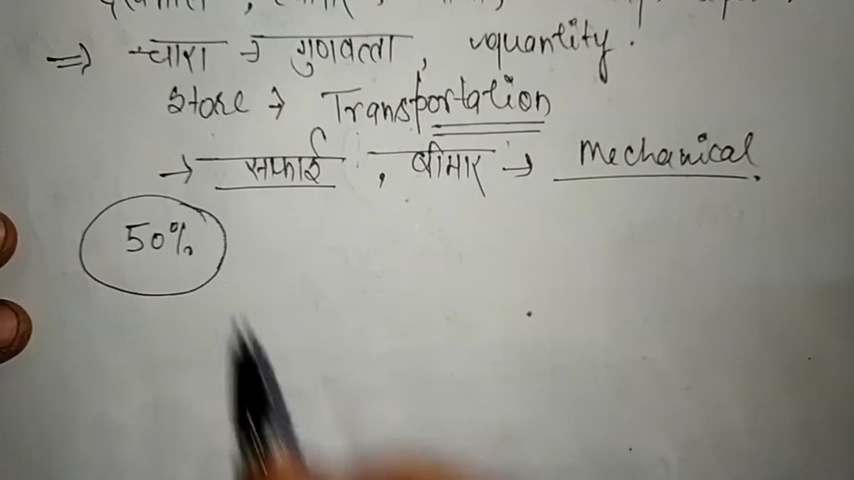 ⇒ चारा → गुणवत्ता, quantity.
Store → Transportation
→ सफाई, बीमार → Mechanical.
50%